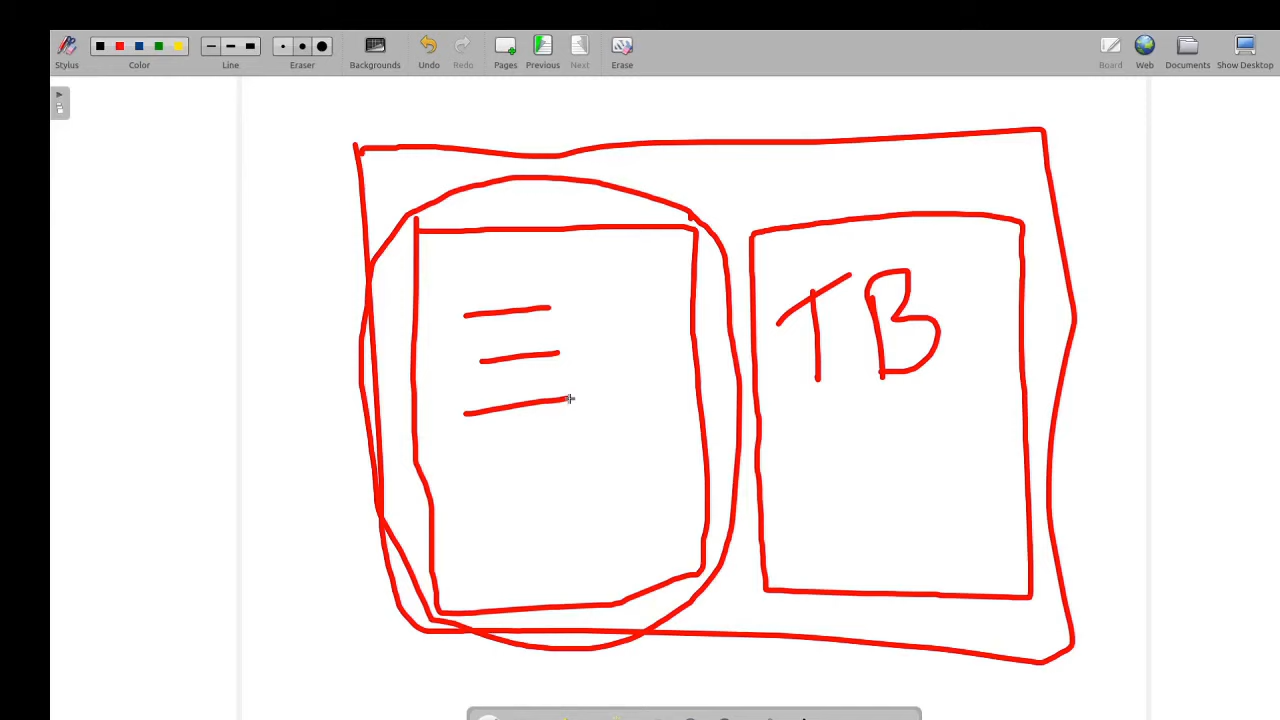 Stylus
Color
Line
Eraser
Backgrounds
Undo
Redo
Pages
Previous
Next
Erase
Board
Web
Documents
Show Desktop
TB